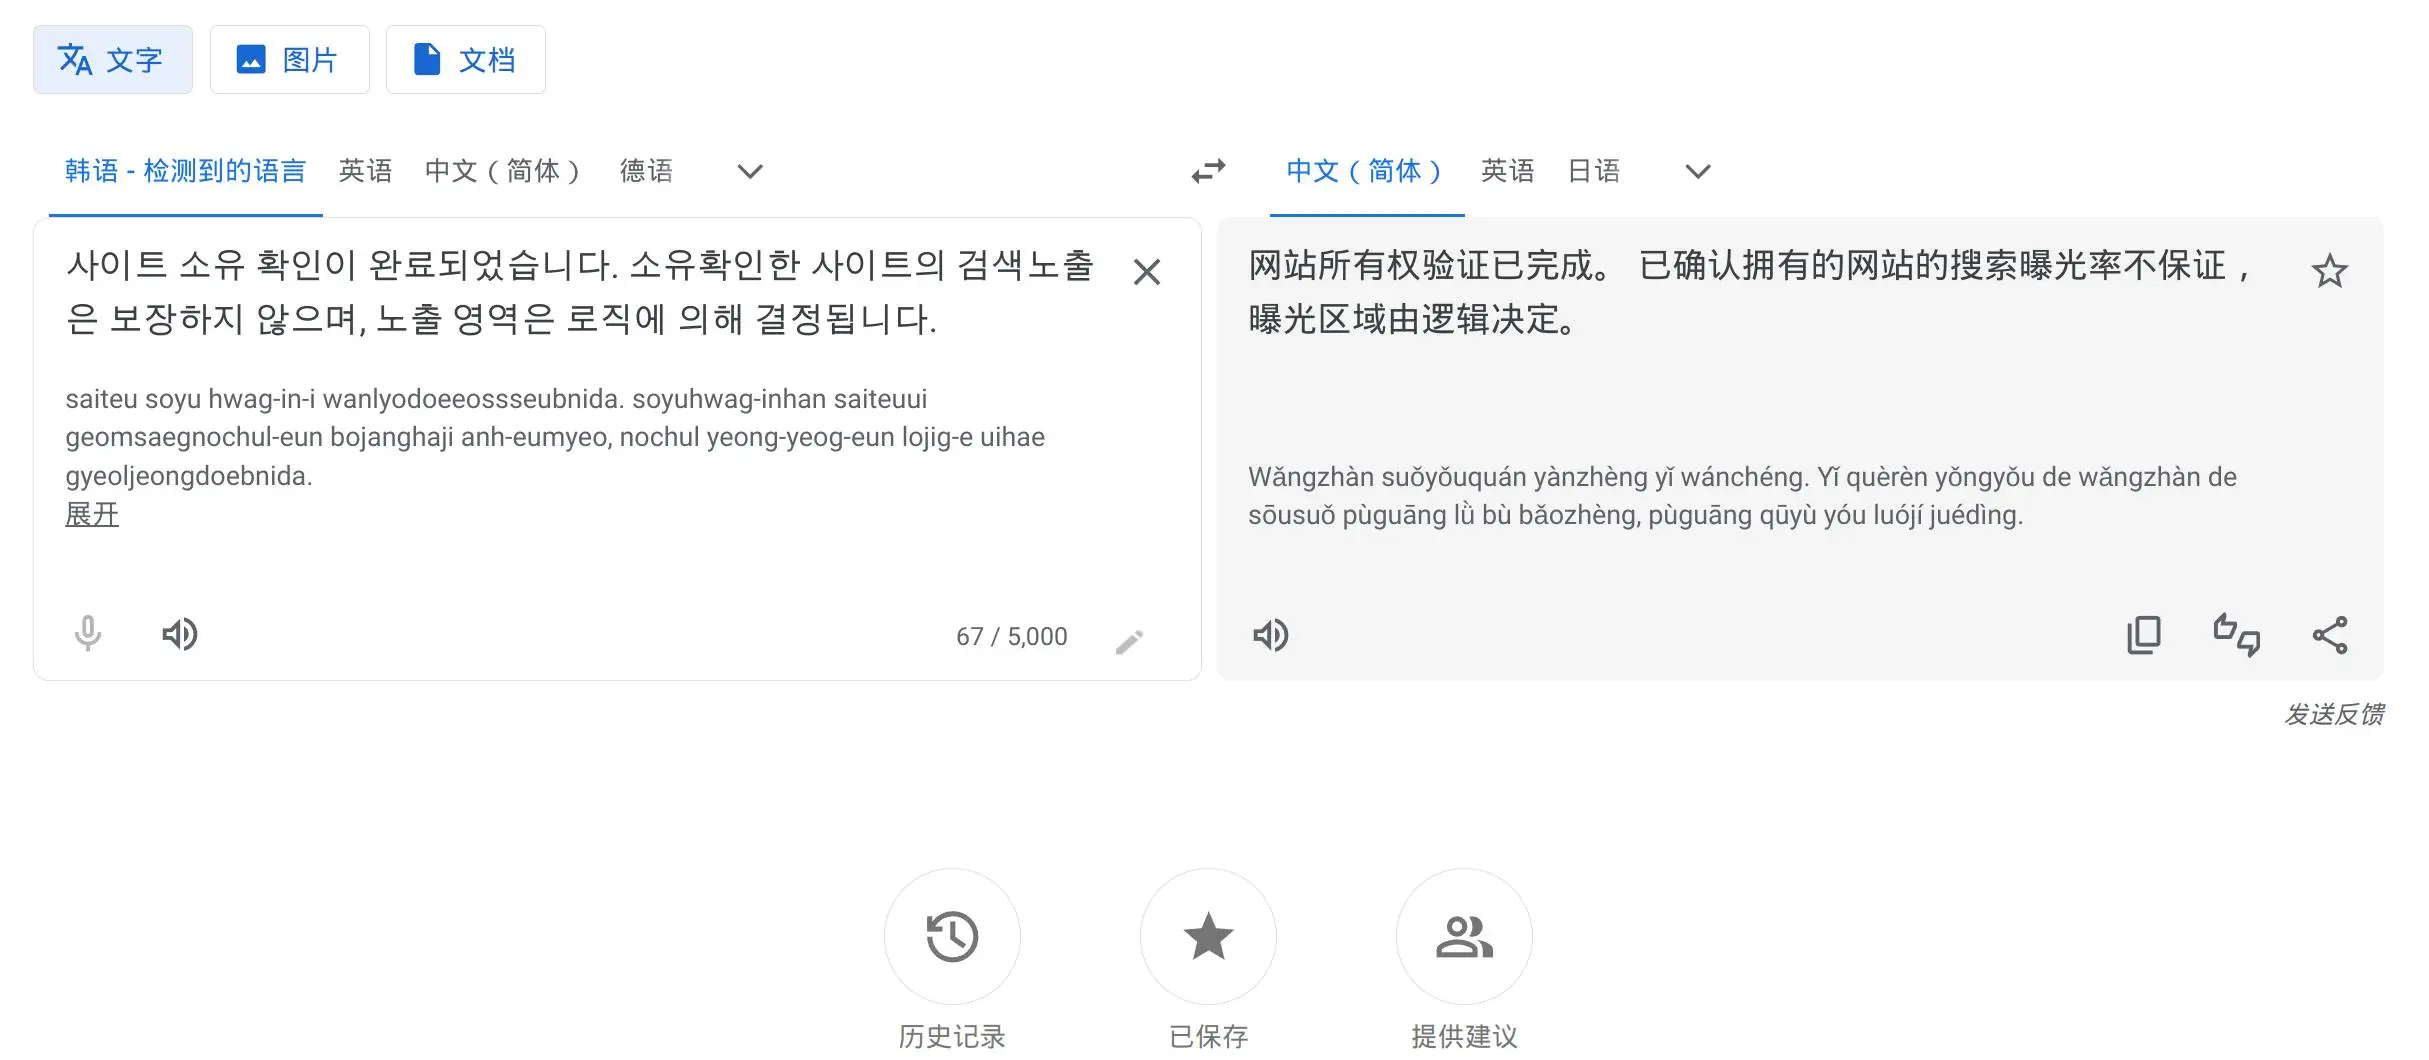 文字
图片
文档
韩语 - 检测到的语言
英语
中文（简体）
德语
中文（简体）
英语
日语
사이트 소유 확인이 완료되었습니다. 소유확인한 사이트의 검색노출
은 보장하지 않으며, 노출 영역은 로직에 의해 결정됩니다.
saiteu soyu hwag-in-i wanlyodoeeossseubnida. soyuhwag-inhan saiteuui
geomsaegnochul-eun bojanghaji anh-eumyeo, nochul yeong-yeog-eun lojig-e uihae
gyeoljeongdoebnida.
展开
67 / 5,000
网站所有权验证已完成。 已确认拥有的网站的搜索曝光率不保证，
曝光区域由逻辑决定。
Wǎngzhàn suǒyǒuquán yànzhèng yǐ wánchéng. Yǐ quèrèn yǒngyǒu de wǎngzhàn de
sōusuǒ pùguāng lǜ bù bǎozhèng, pùguāng qūyù yóu luójí juédìng.
发送反馈
历史记录
已保存
提供建议